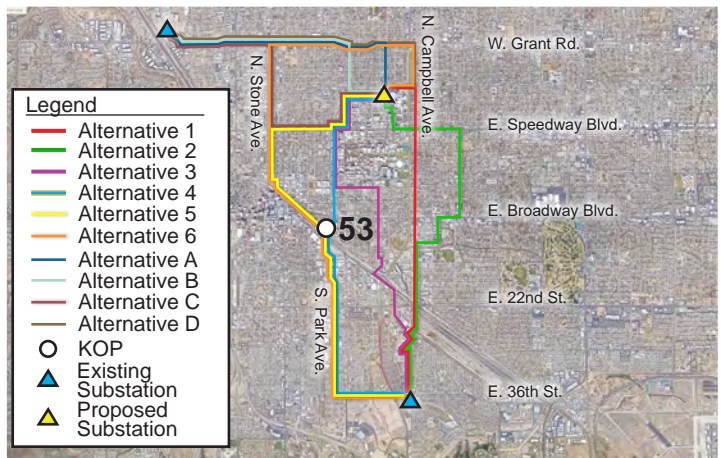 W. Grant Rd.
N. Campbell Ave.
N. Stone Ave.
Legend
Alternative 1
Alternative 2
Alternative 3
Alternative 4
Alternative 5
Alternative 6
Alternative A
Alternative B
Alternative C
Alternative D
KOP
Existing
Substation
Proposed
Substation
E. Speedway Blvd.
E. Broadway Blvd.
53
E. 22nd St.
S. Park Ave.
E. 36th St.